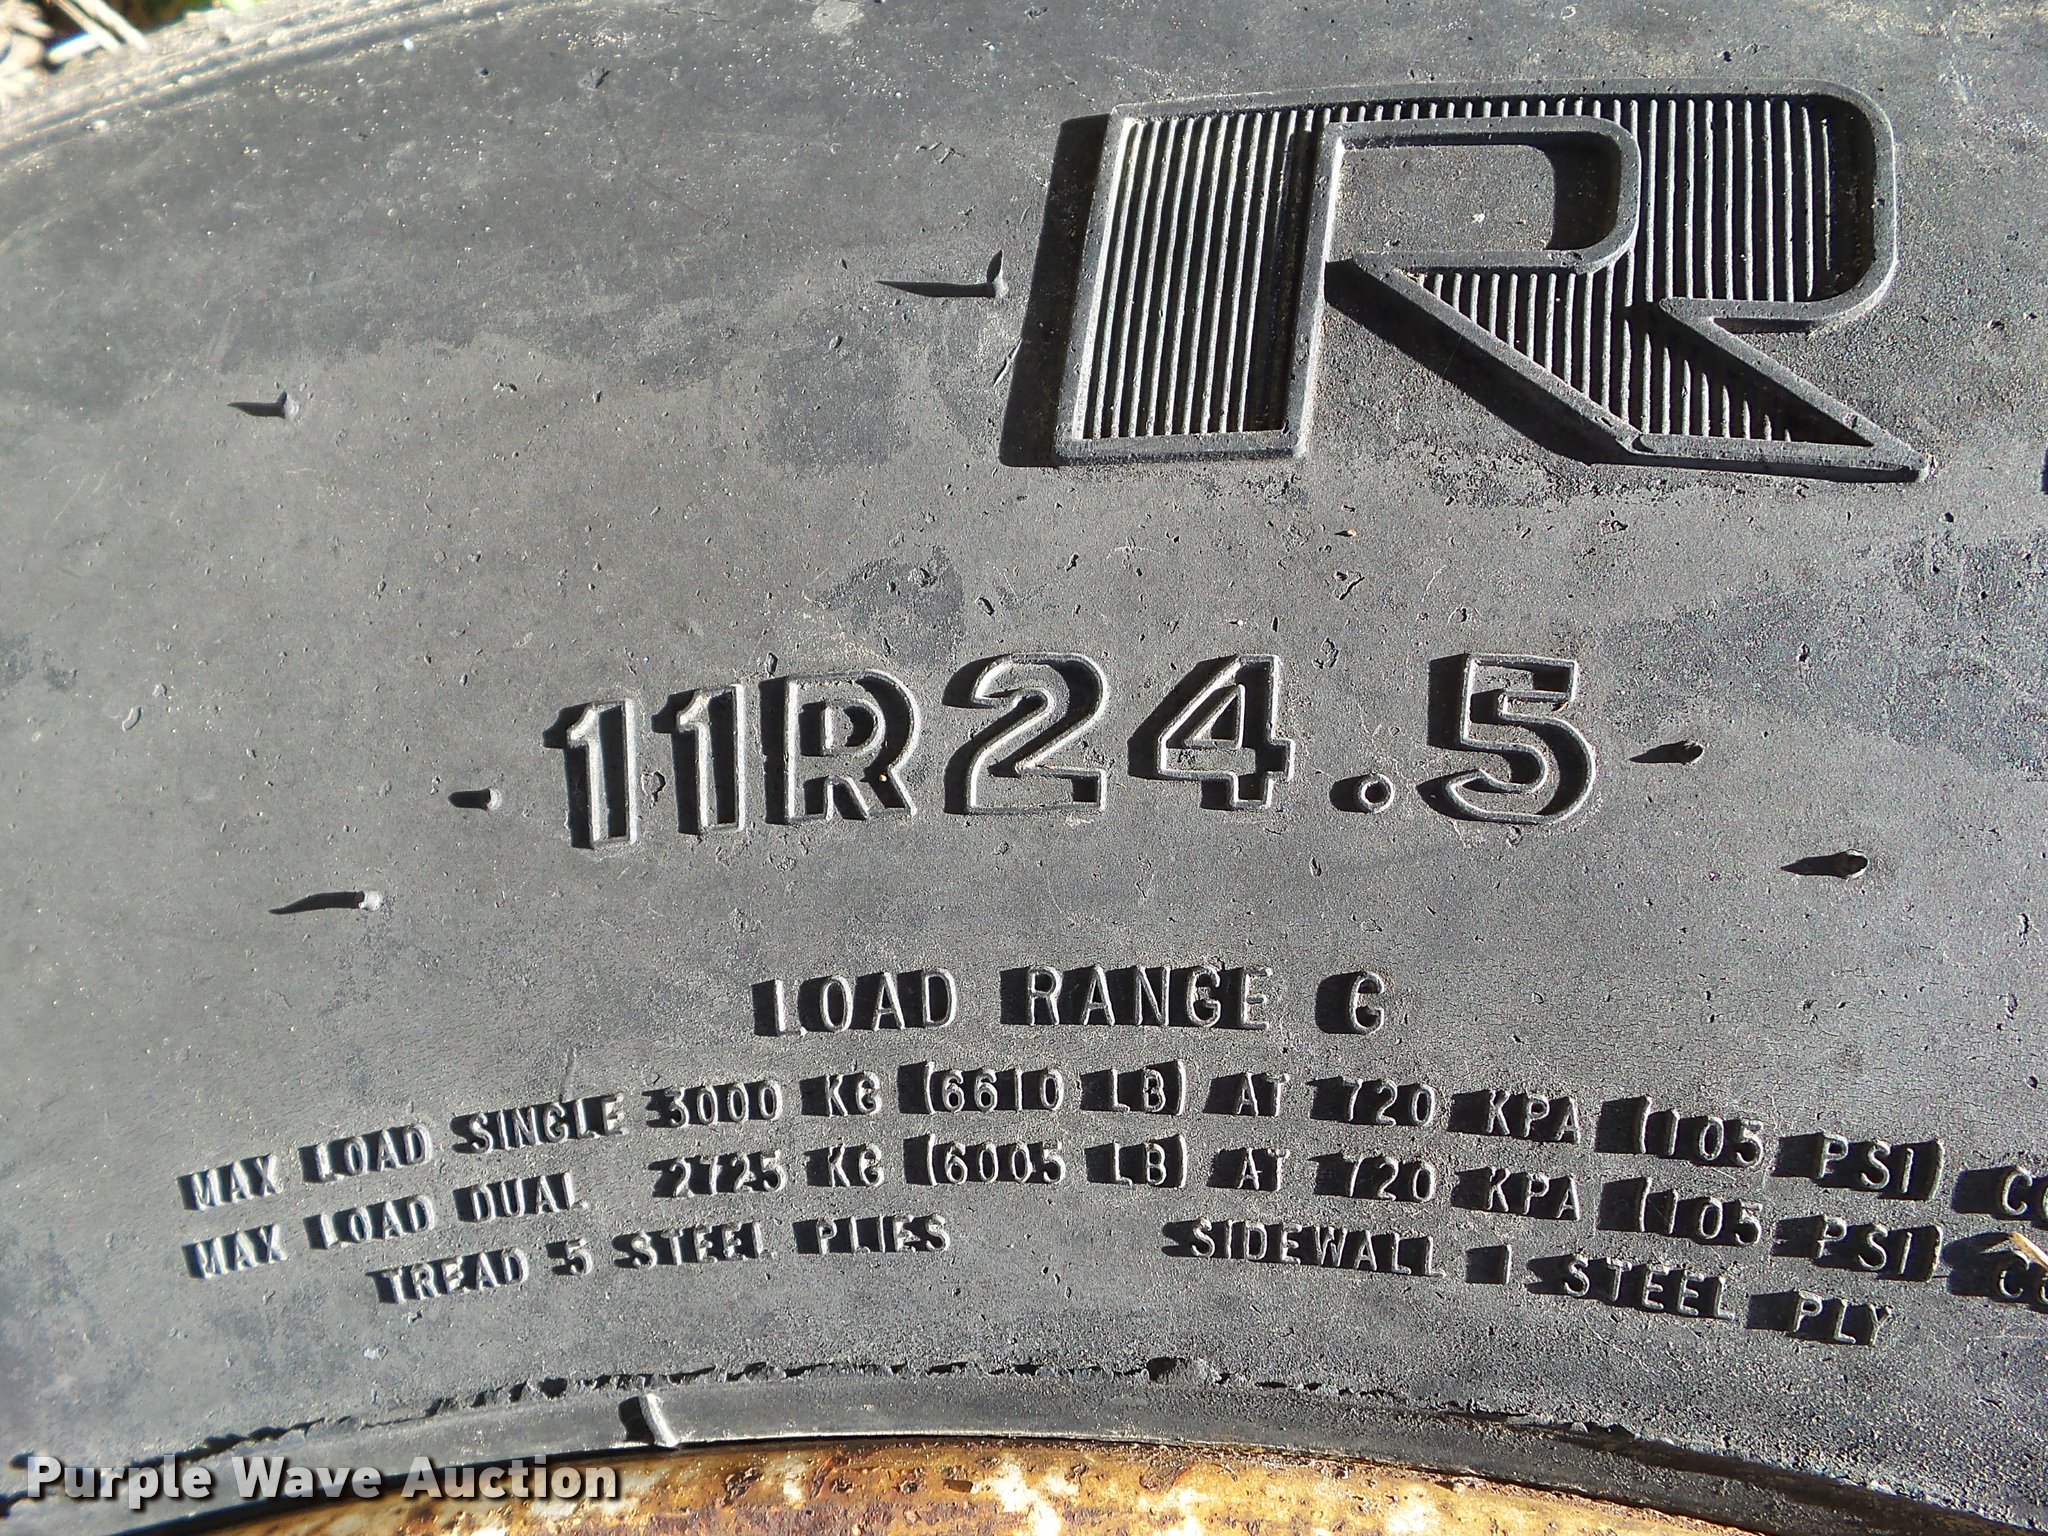 R
11R24.5
LOAD RANGE G
MAX LOAD SINGLE 3000 KG (6610 LB) AT 720 KPA (105 PSI)
MAX LOAD DUAL 2725 KG (6005 LB) AT 720 KPA (105 PSI)
TREAD 5 STEEL PLIES SIDEWALL 1 STEEL PLY
Purple Wave Auction